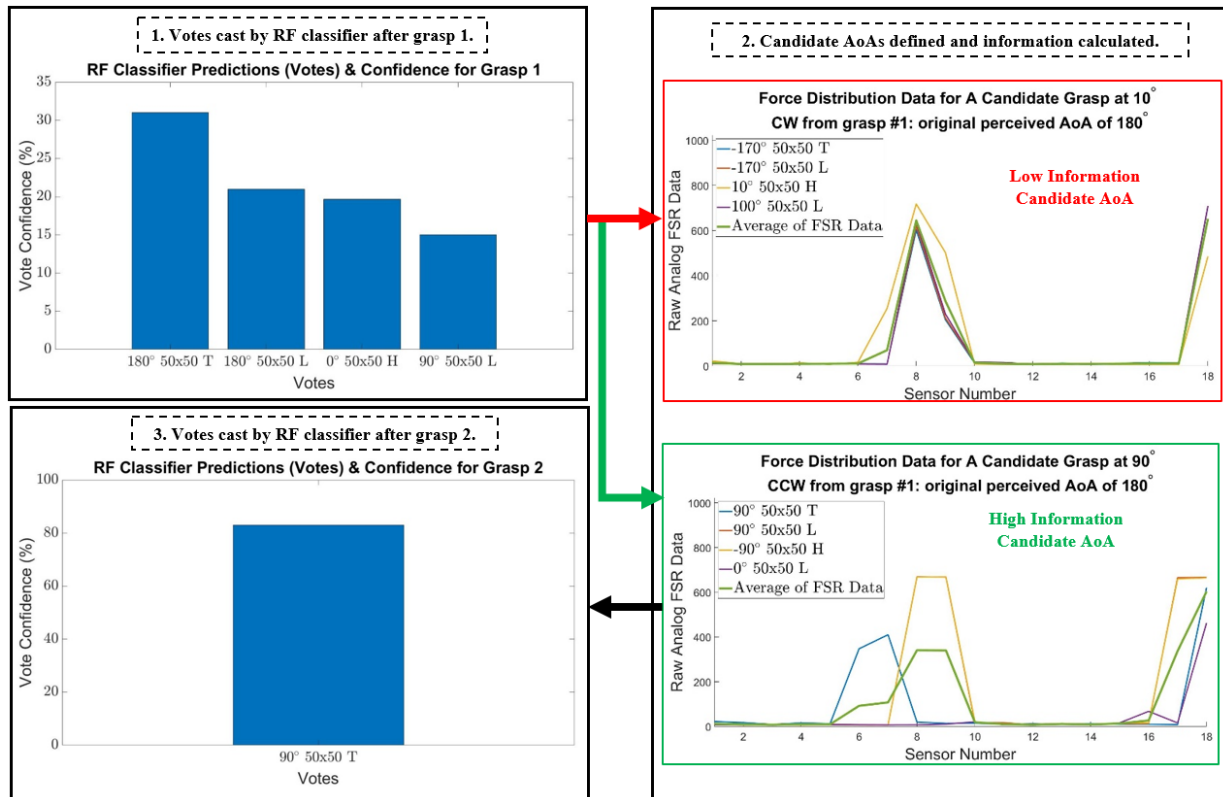 1. Votes cast by RF classifier after grasp 1.
RF Classifier Predictions (Votes) & Confidence for Grasp 1
Vote Confidence (%)
35
30
25
20
15
10
5
0
180° 50x50 T
180° 50x50 L
0° 50x50 H
90° 50x50 L
Votes
2. Candidate AoAs defined and information calculated.
Force Distribution Data for A Candidate Grasp at 10°
CW from grasp #1: original perceived AoA of 180°
Raw Analog FSR Data
1000
800
600
400
200
0
-170° 50x50 T
-170° 50x50 L
10° 50x50 H
100° 50x50 L
Average of FSR Data
Low Information
Candidate AoA
2 4 6 8 10 12 14 16 18
Sensor Number
3. Votes cast by RF classifier after grasp 2.
RF Classifier Predictions (Votes) & Confidence for Grasp 2
Vote Confidence (%)
100
80
60
40
20
0
90° 50x50 T
Votes
Force Distribution Data for A Candidate Grasp at 90°
CCW from grasp #1: original perceived AoA of 180°
Raw Analog FSR Data
1000
800
600
400
200
0
90° 50x50 T
90° 50x50 L
-90° 50x50 H
0° 50x50 L
Average of FSR Data
High Information
Candidate AoA
2 4 6 8 10 12 14 16 18
Sensor Number